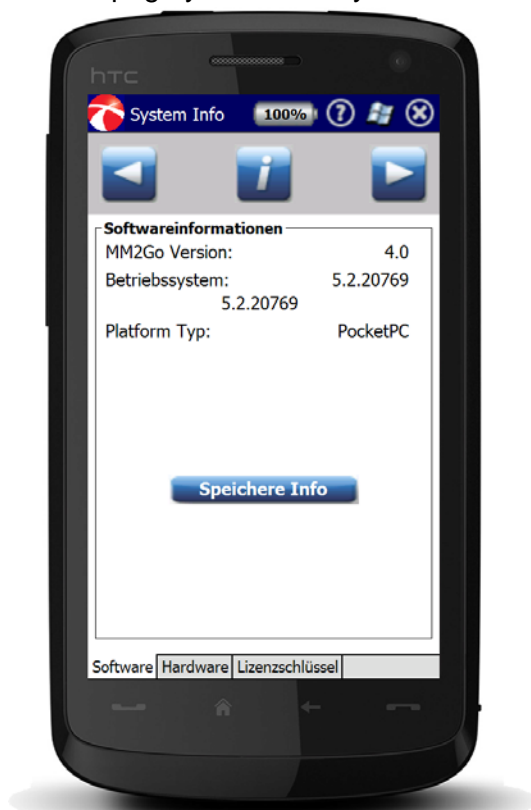 hTC
System Info 100% ?
i
Softwareinformationen
MM2Go Version: 4.0
Betriebssystem: 5.2.20769
5.2.20769
Platform Typ: PocketPC
Speichere Info
Software Hardware Lizenzschlüssel